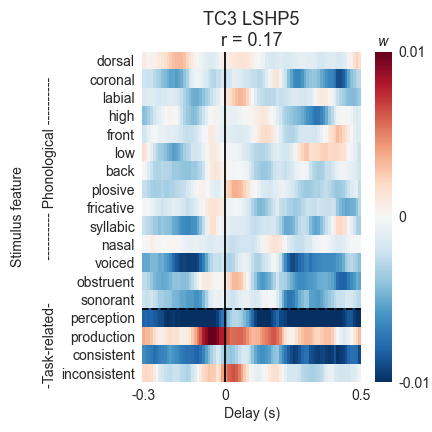 TC3 LSHP5
r = 0.17
w
dorsal
coronal
labial
high
front
low
back
plosive
fricative
syllabic
nasal
voiced
obstruent
sonorant
perception
production
consistent
inconsistent
Stimulus feature
-Task-related- ----------- Phonological -----------
0.01
0
-0.01
-0.3 0 0.5
Delay (s)